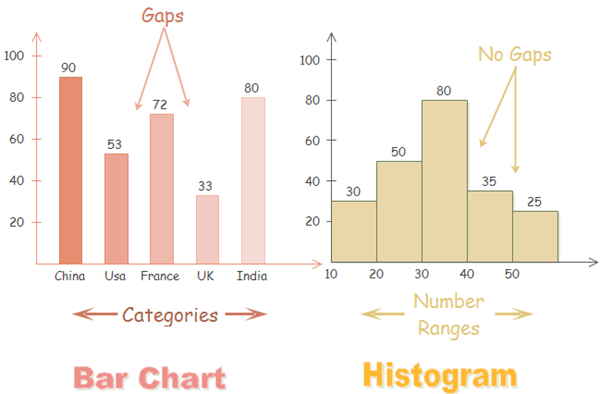 Gaps
100
80
60
40
20
90
53
72
33
80
China Usa France UK India
Categories
Bar Chart
No Gaps
100
80
60
40
20
30
50
80
35
25
10 20 30 40 50
Number
Ranges
Histogram